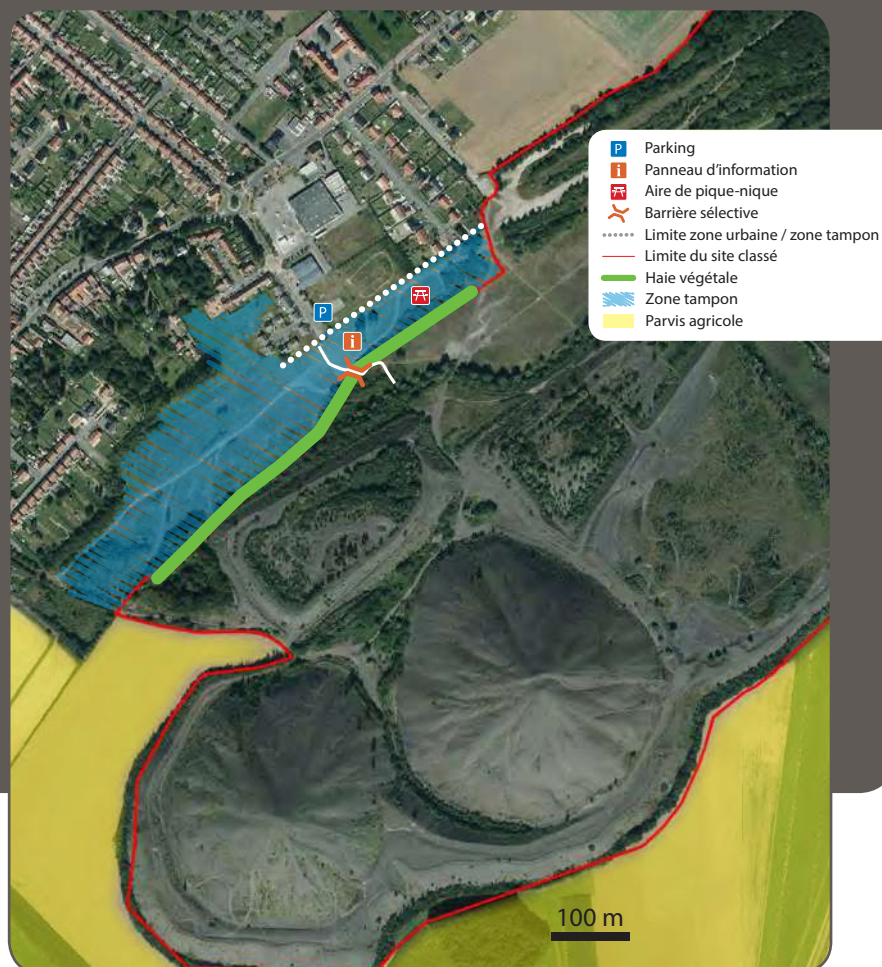 P Parking
i Panneau d'information
Aire de pique-nique
Barrière sélective
Limite zone urbaine / zone tampon
Limite du site classé
Haie végétale
Zone tampon
Parvis agricole
P
i
100 m